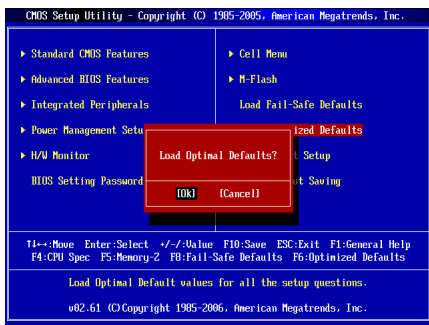 CMOS Setup Utility - Copyright (C) 1985-2005, American Megatrends, Inc.
▶ Standard CMOS Features
▶ Cell Menu
▶ Advanced BIOS Features
▶ M-Flash
▶ Integrated Peripherals
Load Fail-Safe Defaults
▶ Power Management Setu
ized Defaults
▶ H/W Monitor
Load Optimal Defaults?
Setup
BIOS Setting Password
ut Saving
[Ok] [Cancel]
↑↓←→:Move Enter:Select +/-/:Value F10:Save ESC:Exit F1:General Help
F4:CPU Spec F5:Memory-Z F8:Fail-Safe Defaults F6:Optimized Defaults
Load Optimal Default values for all the setup questions.
v02.61 (C)Copyright 1985-2006, American Megatrends, Inc.